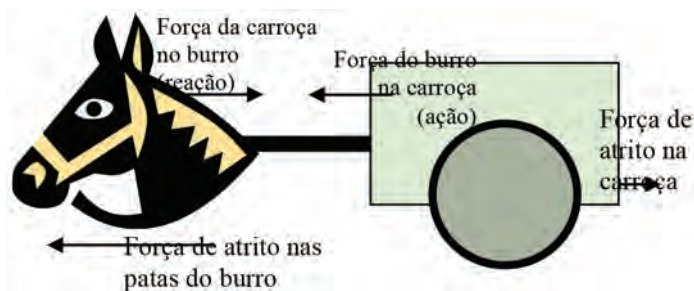 Força da carroça
no burro
(reação)
Força do burro
na carroça
(ação)
Força de
atrito na
carroça
Força de atrito nas
patas do burro